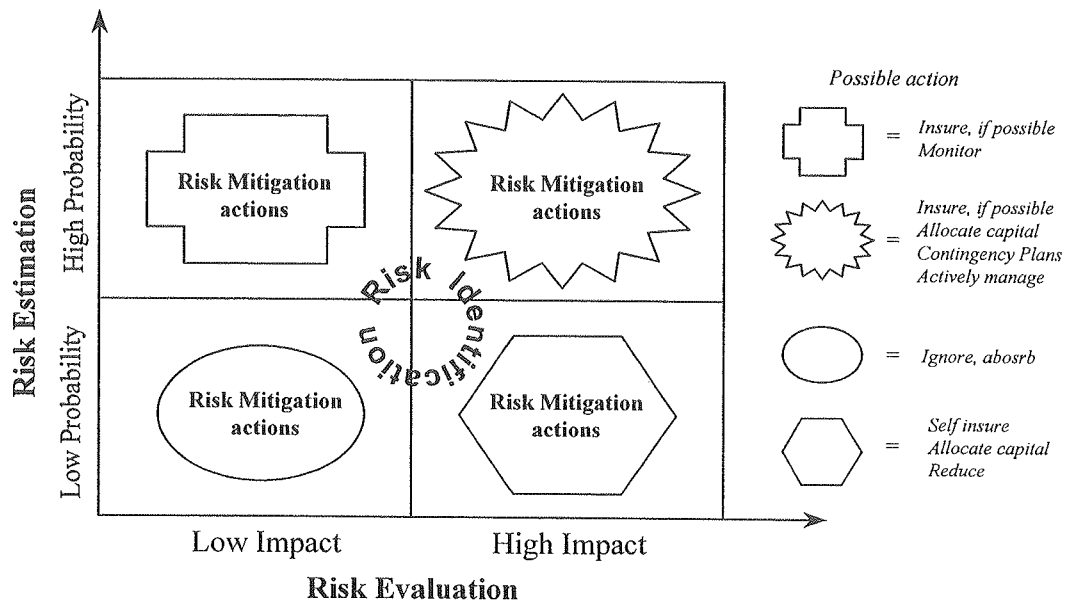 Risk Estimation
High Probability
Low Probability
Risk Mitigation
actions
Risk Mitigation
actions
Risk Identification
Risk Mitigation
actions
Risk Mitigation
actions
Low Impact
High Impact
Risk Evaluation
Possible action
= Insure, if possible
Monitor
Insure, if possible
Allocate capital
= Contingency Plans
Actively manage
= Ignore, abosrb
Self insure
= Allocate capital
Reduce